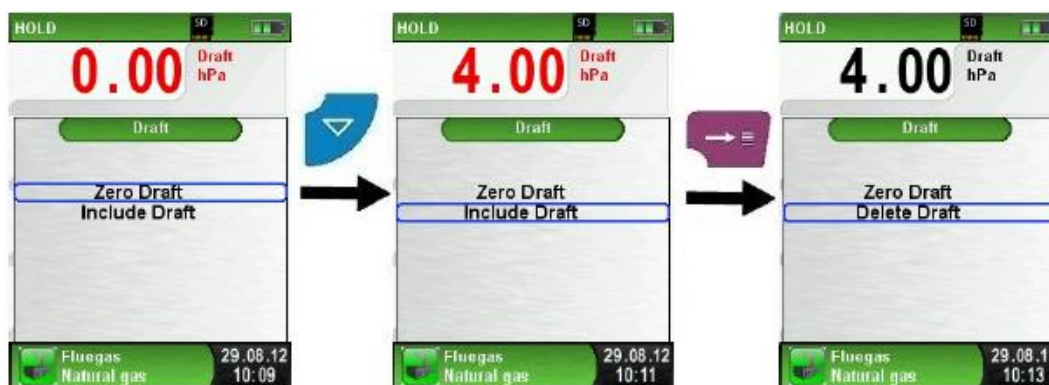 HOLD
SD
0.00
Draft
hPa
Draft
Zero Draft
Include Draft
Fluegas
Natural gas
29.08.12
10:09
HOLD
SD
4.00
Draft
hPa
Draft
Zero Draft
Include Draft
Fluegas
Natural gas
29.08.12
10:11
HOLD
SD
4.00
Draft
hPa
Draft
Zero Draft
Delete Draft
Fluegas
Natural gas
29.08.1
10:13